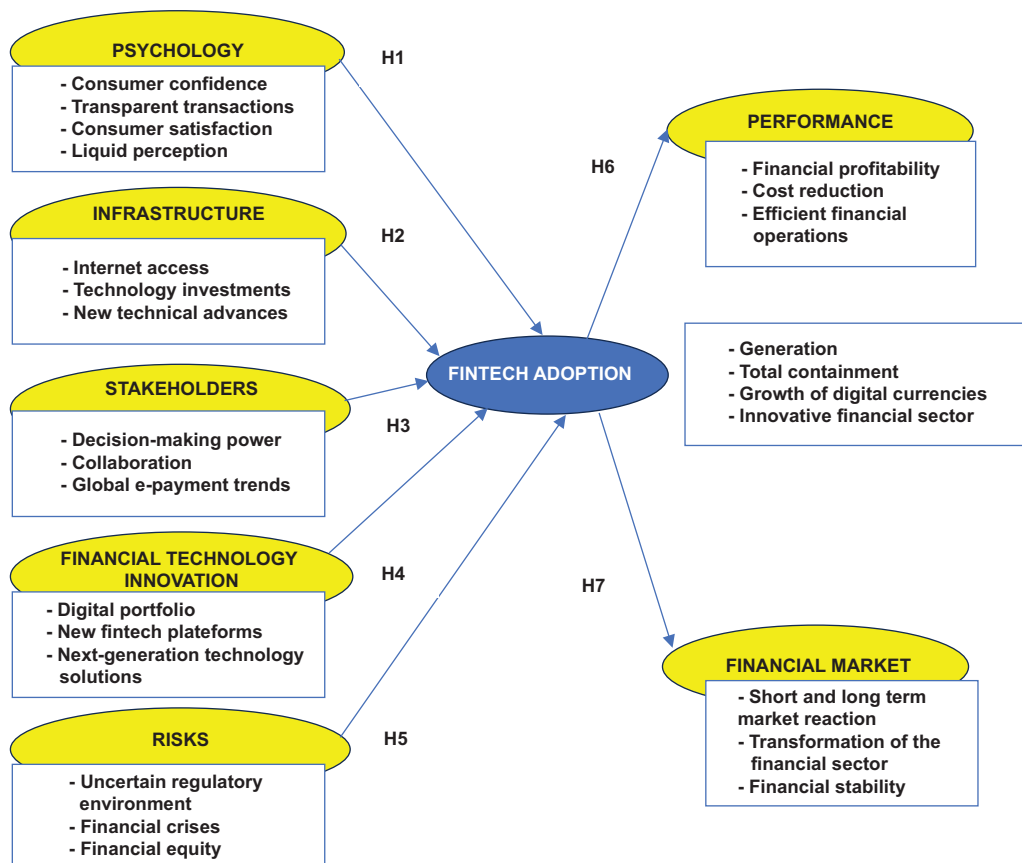 PSYCHOLOGY
- Consumer confidence
- Transparent transactions
- Consumer satisfaction
- Liquid perception
H1
INFRASTRUCTURE
- Internet access
- Technology investments
- New technical advances
H2
STAKEHOLDERS
- Decision-making power
- Collaboration
- Global e-payment trends
H3
FINANCIAL TECHNOLOGY
INNOVATION
- Digital portfolio
- New fintech plateforms
- Next-generation technology
solutions
H4
RISKS
- Uncertain regulatory
environment
- Financial crises
- Financial equity
H5
FINTECH ADOPTION
H6
PERFORMANCE
- Financial profitability
- Cost reduction
- Efficient financial
operations
- Generation
- Total containment
- Growth of digital currencies
- Innovative financial sector
H7
FINANCIAL MARKET
- Short and long term
market reaction
- Transformation of the
financial sector
- Financial stability